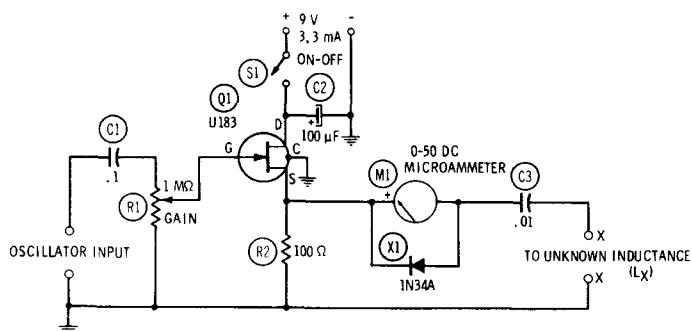 + 9 V -
3.3 mA
ON-OFF
S1
Q1
U183
C2
D
+
100 µF
C1
.1
G
C
S
1 MΩ
R1
GAIN
0-50 DC
MICROAMMETER
M1
+
C3
.01
X1
1N34A
R2
100 Ω
OSCILLATOR INPUT
X
TO UNKNOWN INDUCTANCE
(LX)
X